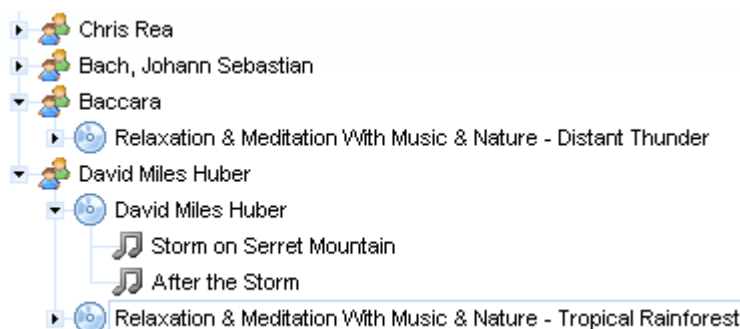 Chris Rea
Bach, Johann Sebastian
Baccara
Relaxation & Meditation With Music & Nature - Distant Thunder
David Miles Huber
David Miles Huber
Storm on Serret Mountain
After the Storm
Relaxation & Meditation With Music & Nature - Tropical Rainforest